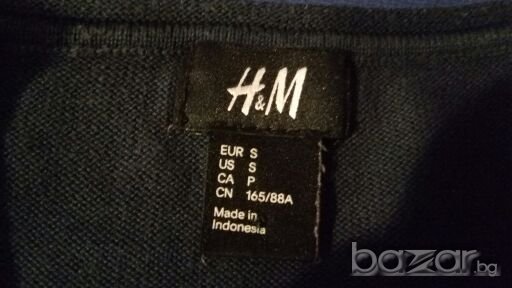 H&M
EUR S
US S
CA P
CN 165/88A
Made in
Indonesia
bazar.bg